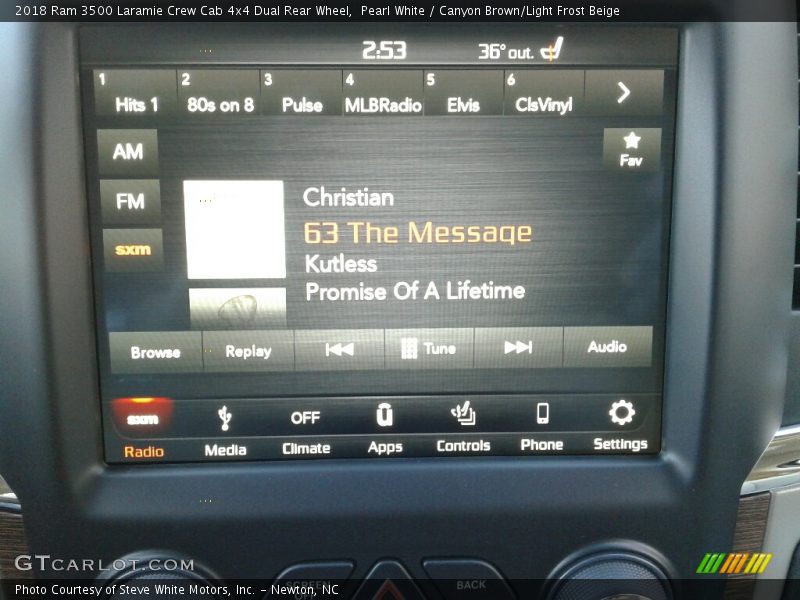 2018 Ram 3500 Laramie Crew Cab 4x4 Dual Rear Wheel, Pearl White / Canyon Brown/Light Frost Beige
2:53
36° out.
1 Hits 1
2 80s on 8
3 Pulse
4 MLBRadio
5 Elvis
6 ClsVinyl
AM
Fav
FM
sxm
Christian
63 The Message
Kutless
Promise Of A Lifetime
Browse
Replay
Tune
Audio
sxm
OFF
Radio
Media
Climate
Apps
Controls
Phone
Settings
GTCARLOT.COM
SCREEN
BACK
Photo Courtesy of Steve White Motors, Inc. - Newton, NC